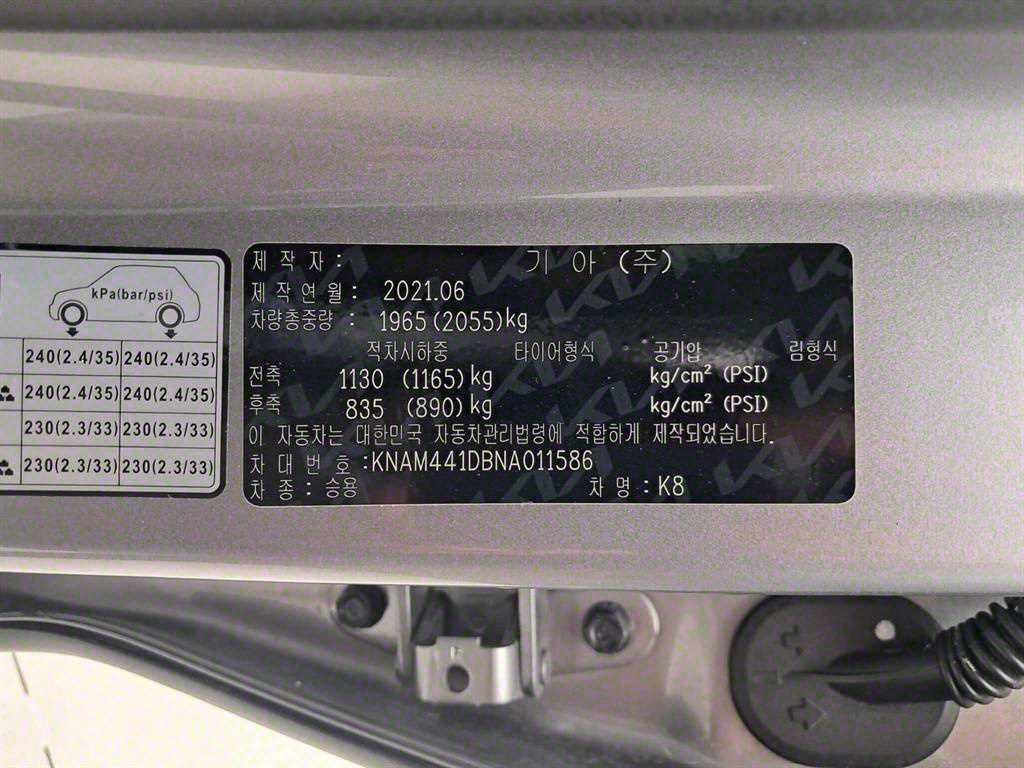 kPa(bar/psi)
240(2.4/35) 240(2.4/35)
240(2.4/35) 240(2.4/35)
230(2.3/33) 230(2.3/33)
230(2.3/33) 230(2.3/33)
제 작 자 : 기 아 (주)
제 작 연 월 : 2021.06
차량총중량 : 1965(2055)kg
적차시하중 타이어형식 공기압 림형식
전축 1130 (1165)kg kg/cm² (PSI)
후축 835 (890)kg kg/cm² (PSI)
이 자동차는 대한민국 자동차관리법령에 적합하게 제작되었습니다.
차 대 번 호 :KNAM441DBNA011586
차 종 : 승용 차 명 : K8